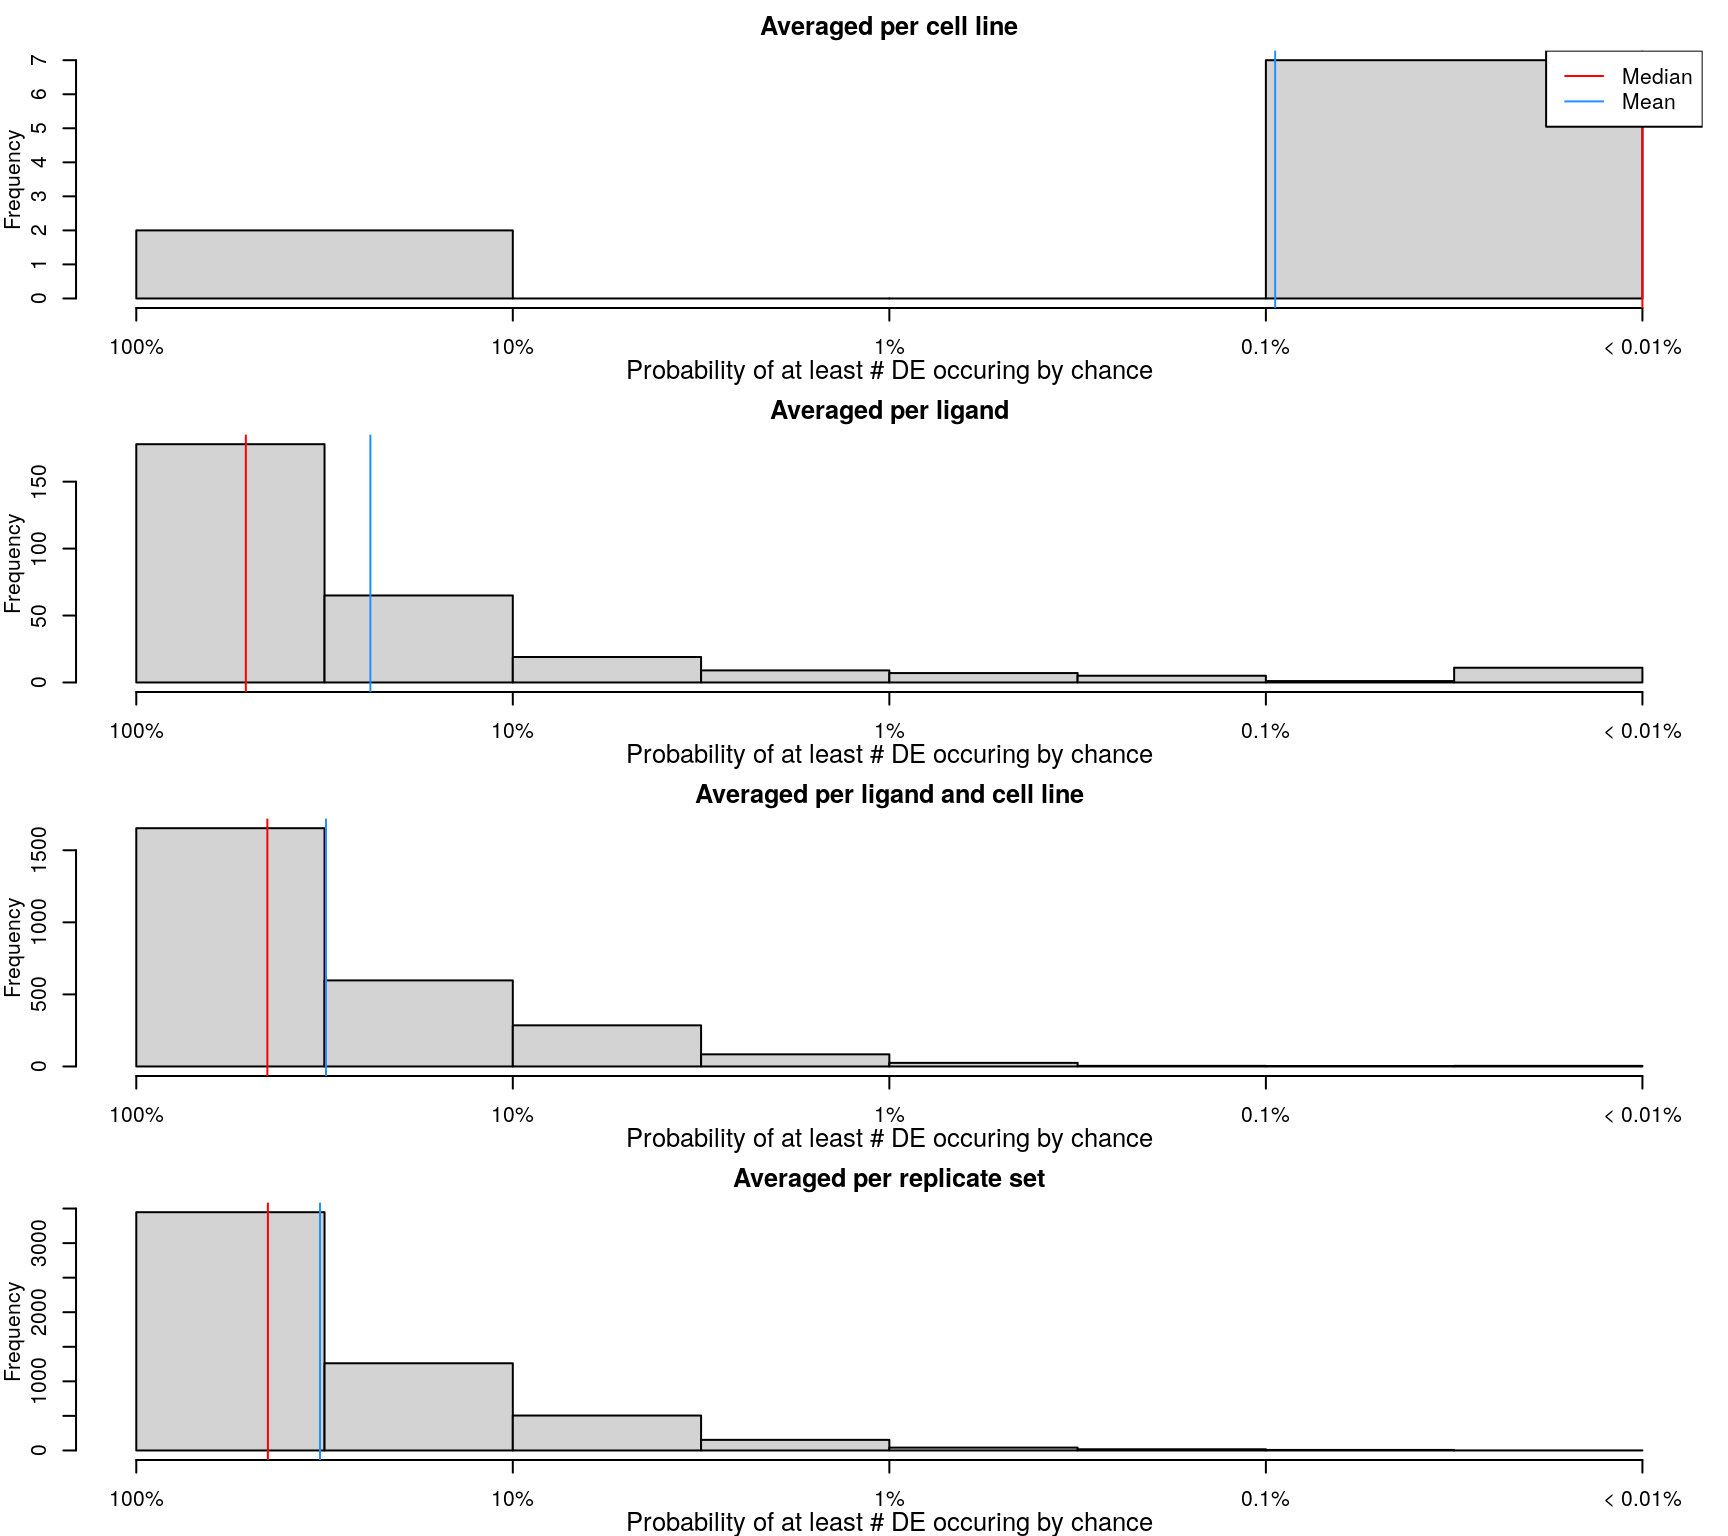 Averaged per cell line
Frequency
7
6
5
4
3
2
1
0
Median
Mean
100%
10%
1%
0.1%
< 0.01%
Probability of at least # DE occuring by chance
Averaged per ligand
Frequency
150
100
50
0
100%
10%
1%
0.1%
< 0.01%
Probability of at least # DE occuring by chance
Averaged per ligand and cell line
Frequency
1500
1000
500
0
100%
10%
1%
0.1%
< 0.01%
Probability of at least # DE occuring by chance
Averaged per replicate set
Frequency
3000
2000
1000
0
100%
10%
1%
0.1%
< 0.01%
Probability of at least # DE occuring by chance